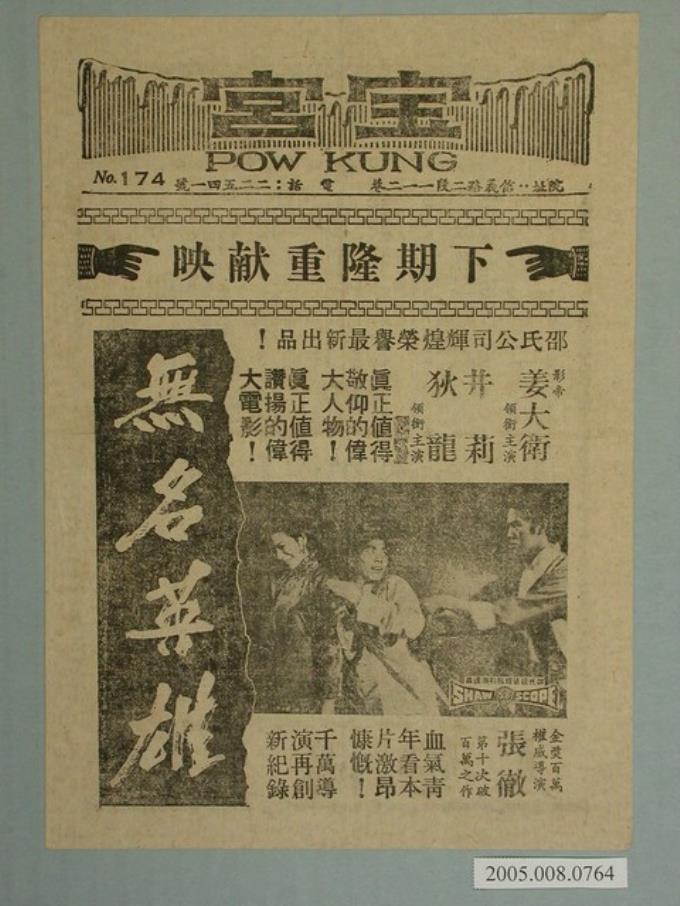 宝宮
POW KUNG
No.174
院址:信義路二段一一二巷 電話:二二五四一號
下期隆重献映
邵氏公司輝煌榮譽最新出品!
影帝
姜大衛
領銜主演
井莉
狄龍
領銜主演
眞正值得
敬仰的偉
大人物!
眞正值得
讚揚的偉
大電影!
無名英雄
SHAW SCOPE
金獎百萬
權威導演
張徹
第十次破
百萬之作
血氣青
年看本
片激昂
慷慨!
千萬導
演再創
新紀錄
2005.008.0764